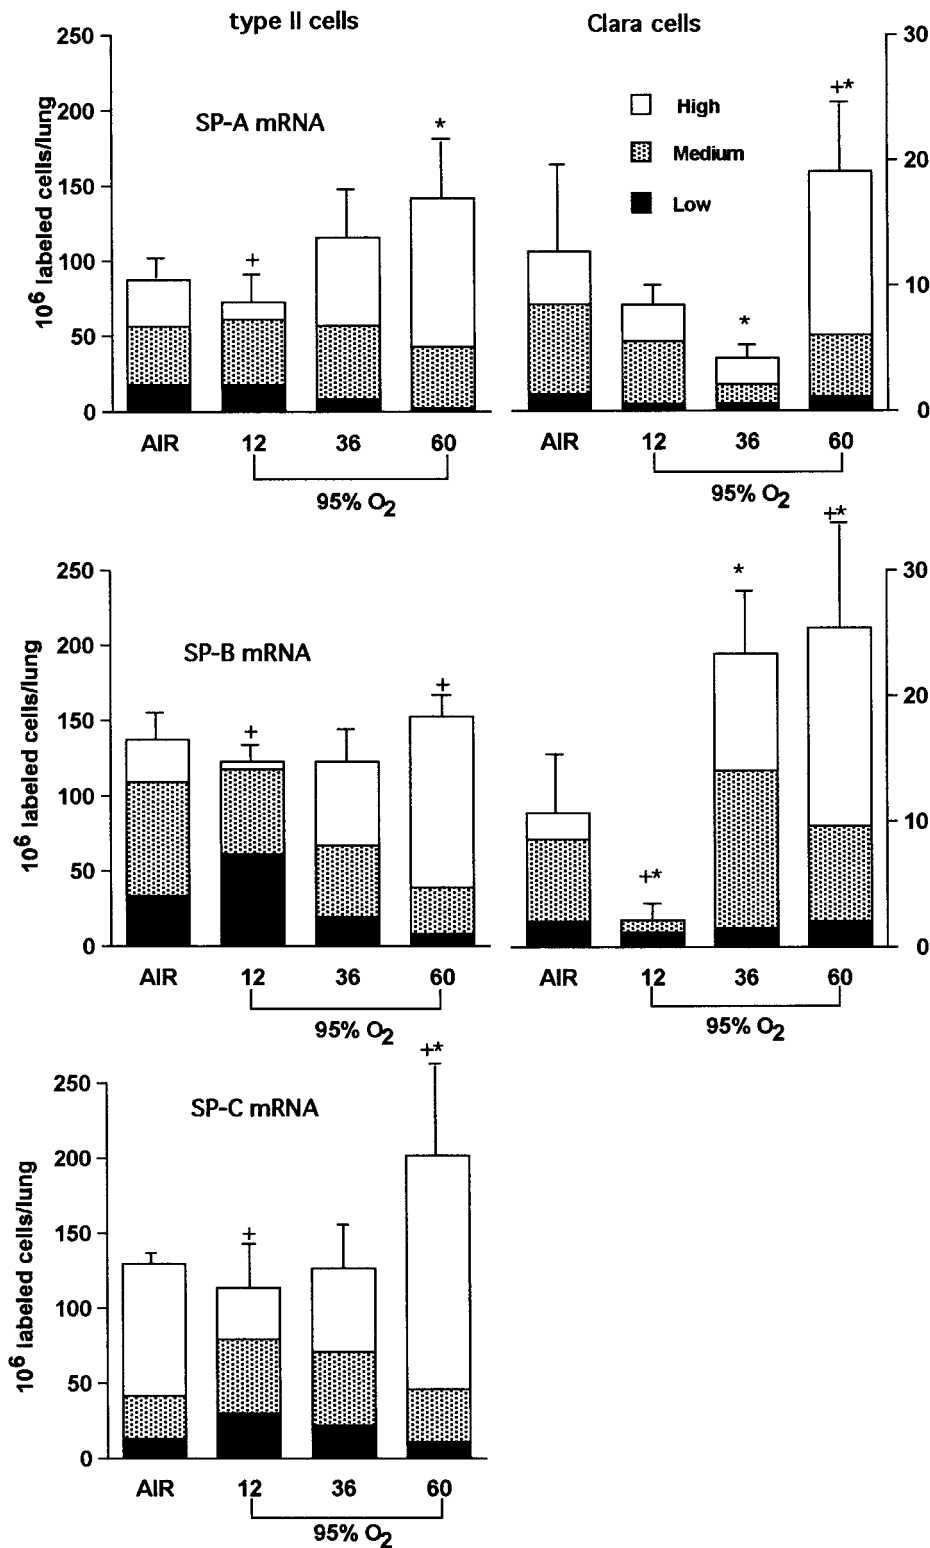 type II cells
Clara cells
SP-A mRNA
High
Medium
Low
10⁶ labeled cells/lung
250
200
150
100
50
0
30
20
10
0
+
*
*
+*
AIR 12 36 60
95% O₂
AIR 12 36 60
95% O₂
SP-B mRNA
10⁶ labeled cells/lung
250
200
150
100
50
0
30
20
10
0
+
+
+*
*
+*
AIR 12 36 60
95% O₂
AIR 12 36 60
95% O₂
SP-C mRNA
10⁶ labeled cells/lung
250
200
150
100
50
0
+
+*
AIR 12 36 60
95% O₂